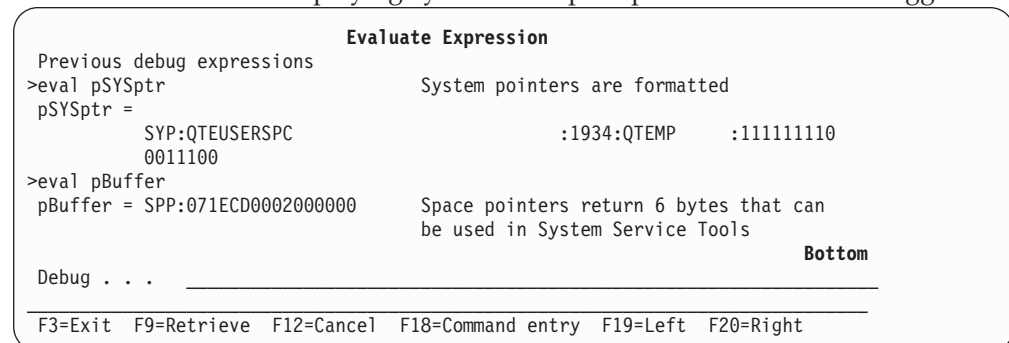 Evaluate Expression
Previous debug expressions
>eval pSYSptr System pointers are formatted
pSYSptr =
SYP:QTEUSERSPC :1934:QTEMP :111111110
0011100
>eval pBuffer
pBuffer = SPP:071ECD0002000000 Space pointers return 6 bytes that can
be used in System Service Tools
Bottom
Debug . . .
F3=Exit F9=Retrieve F12=Cancel F18=Command entry F19=Left F20=Right